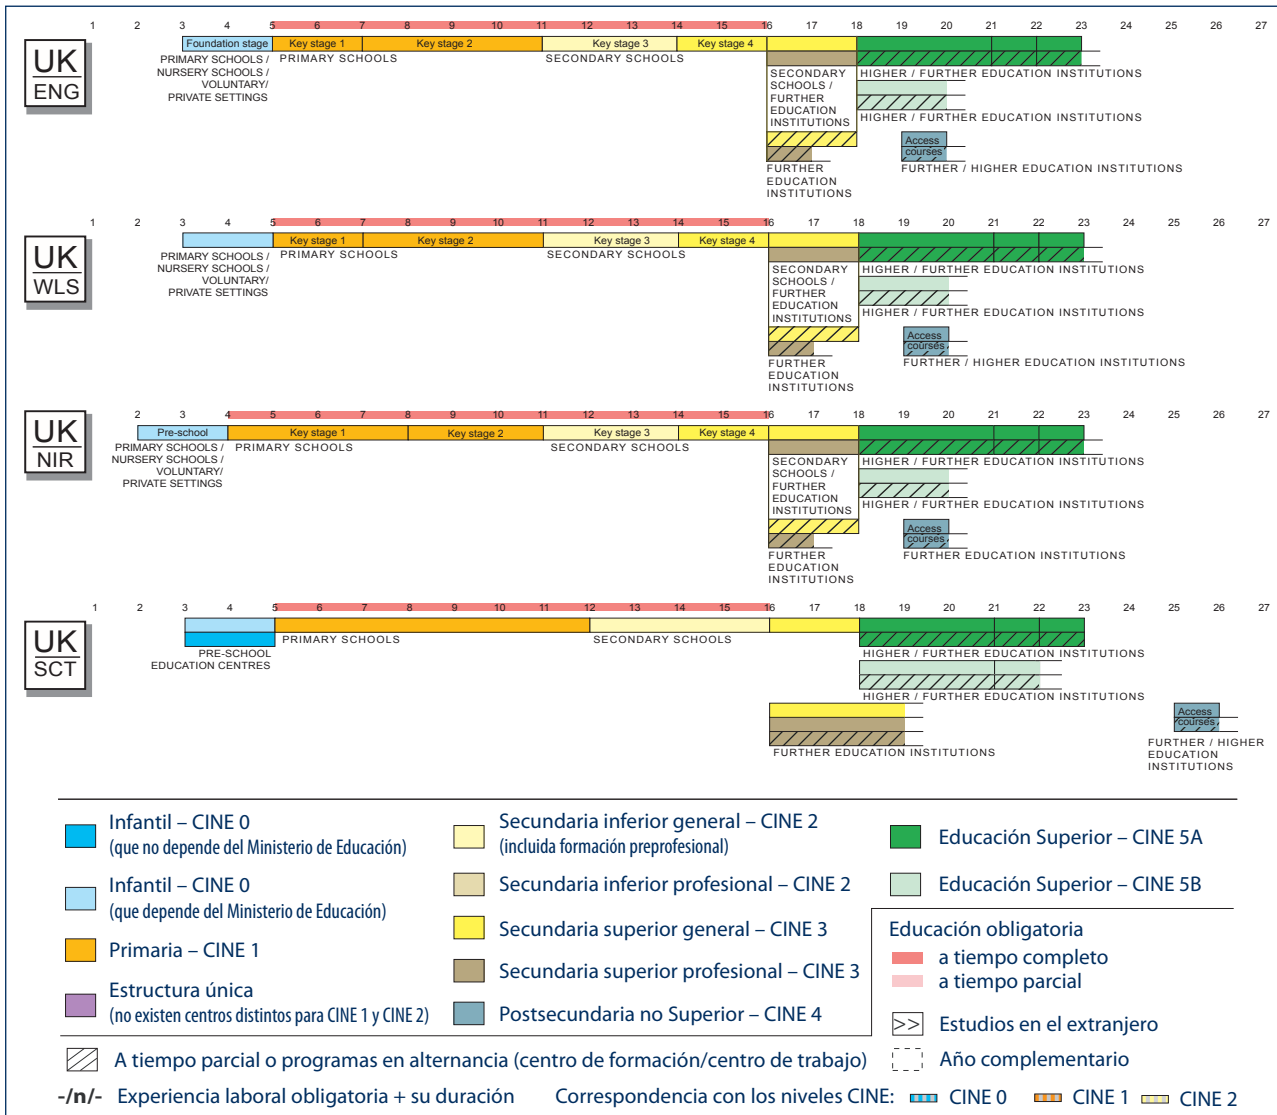 1 2 3 4 5 6 7 8 9 10 11 12 13 14 15 16 17 18 19 20 21 22 23 24 25 26 27
UK
ENG
Foundation stage Key stage 1 Key stage 2 Key stage 3 Key stage 4
PRIMARY SCHOOLS /
NURSERY SCHOOLS /
VOLUNTARY/
PRIVATE SETTINGS
PRIMARY SCHOOLS
SECONDARY SCHOOLS
SECONDARY
SCHOOLS /
FURTHER
EDUCATION
INSTITUTIONS
HIGHER / FURTHER EDUCATION INSTITUTIONS
HIGHER / FURTHER EDUCATION INSTITUTIONS
FURTHER
EDUCATION
INSTITUTIONS
Access
courses
FURTHER / HIGHER EDUCATION INSTITUTIONS
1 2 3 4 5 6 7 8 9 10 11 12 13 14 15 16 17 18 19 20 21 22 23 24 25 26 27
UK
WLS
Key stage 1 Key stage 2 Key stage 3 Key stage 4
PRIMARY SCHOOLS /
NURSERY SCHOOLS /
VOLUNTARY/
PRIVATE SETTINGS
PRIMARY SCHOOLS
SECONDARY SCHOOLS
SECONDARY
SCHOOLS /
FURTHER
EDUCATION
INSTITUTIONS
HIGHER / FURTHER EDUCATION INSTITUTIONS
HIGHER / FURTHER EDUCATION INSTITUTIONS
FURTHER
EDUCATION
INSTITUTIONS
Access
courses
FURTHER / HIGHER EDUCATION INSTITUTIONS
1 2 3 4 5 6 7 8 9 10 11 12 13 14 15 16 17 18 19 20 21 22 23 24 25 26 27
UK
NIR
Pre-school Key stage 1 Key stage 2 Key stage 3 Key stage 4
PRIMARY SCHOOLS /
NURSERY SCHOOLS /
VOLUNTARY/
PRIVATE SETTINGS
PRIMARY SCHOOLS
SECONDARY SCHOOLS
SECONDARY
SCHOOLS /
FURTHER
EDUCATION
INSTITUTIONS
HIGHER / FURTHER EDUCATION INSTITUTIONS
HIGHER / FURTHER EDUCATION INSTITUTIONS
FURTHER
EDUCATION
INSTITUTIONS
Access
courses
FURTHER EDUCATION INSTITUTIONS
1 2 3 4 5 6 7 8 9 10 11 12 13 14 15 16 17 18 19 20 21 22 23 24 25 26 27
UK
SCT
PRE-SCHOOL
EDUCATION CENTRES
PRIMARY SCHOOLS
SECONDARY SCHOOLS
HIGHER / FURTHER EDUCATION INSTITUTIONS
HIGHER / FURTHER EDUCATION INSTITUTIONS
FURTHER EDUCATION INSTITUTIONS
Access
courses
FURTHER / HIGHER
EDUCATION
INSTITUTIONS
Infantil – CINE 0
(que no depende del Ministerio de Educación)
Infantil – CINE 0
(que depende del Ministerio de Educación)
Primaria – CINE 1
Estructura única
(no existen centros distintos para CINE 1 y CINE 2)
Secundaria inferior general – CINE 2
(incluida formación preprofesional)
Secundaria inferior profesional – CINE 2
Secundaria superior general – CINE 3
Secundaria superior profesional – CINE 3
Postsecundaria no Superior – CINE 4
Educación Superior – CINE 5A
Educación Superior – CINE 5B
Educación obligatoria
a tiempo completo
a tiempo parcial
>> Estudios en el extranjero
A tiempo parcial o programas en alternancia (centro de formación/centro de trabajo)
Año complementario
-/n/- Experiencia laboral obligatoria + su duración
Correspondencia con los niveles CINE: CINE 0 CINE 1 CINE 2